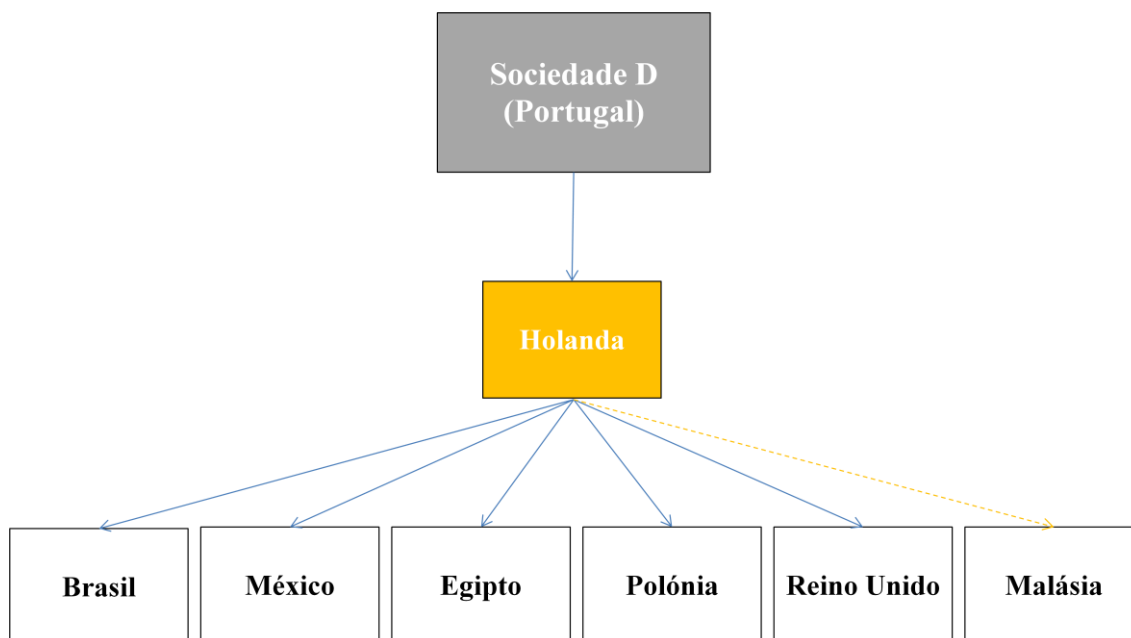 Sociedade D
(Portugal)
Holanda
Brasil
México
Egipto
Polónia
Reino Unido
Malásia